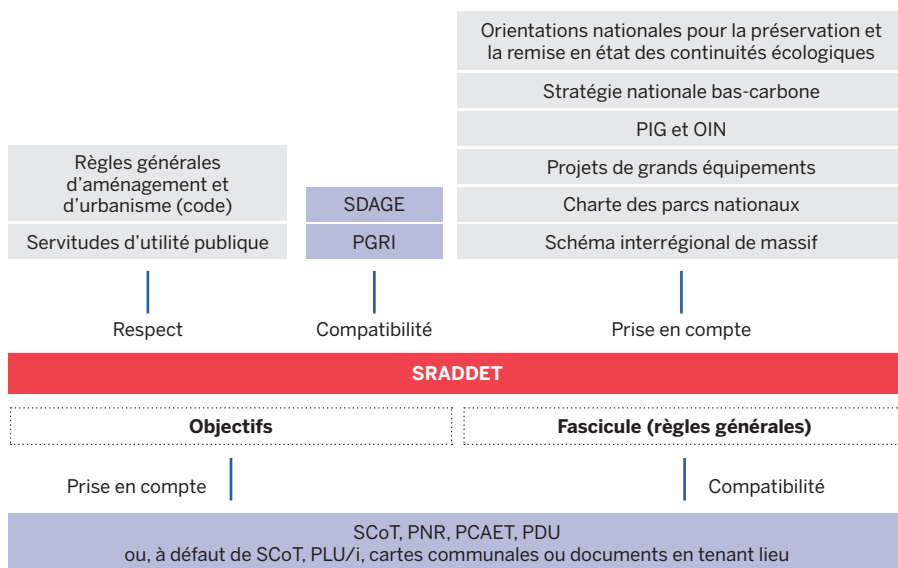 Orientations nationales pour la préservation et
la remise en état des continuités écologiques
Stratégie nationale bas-carbone
PIG et OIN
Règles générales
d'aménagement et
d'urbanisme (code)
Projets de grands équipements
SDAGE
Charte des parcs nationaux
Servitudes d'utilité publique
PGRI
Schéma interrégional de massif
Respect
Compatibilité
Prise en compte
SRADDET
Objectifs
Fascicule (règles générales)
Prise en compte
Compatibilité
SCoT, PNR, PCAET, PDU
ou, à défaut de SCoT, PLU/i, cartes communales ou documents en tenant lieu